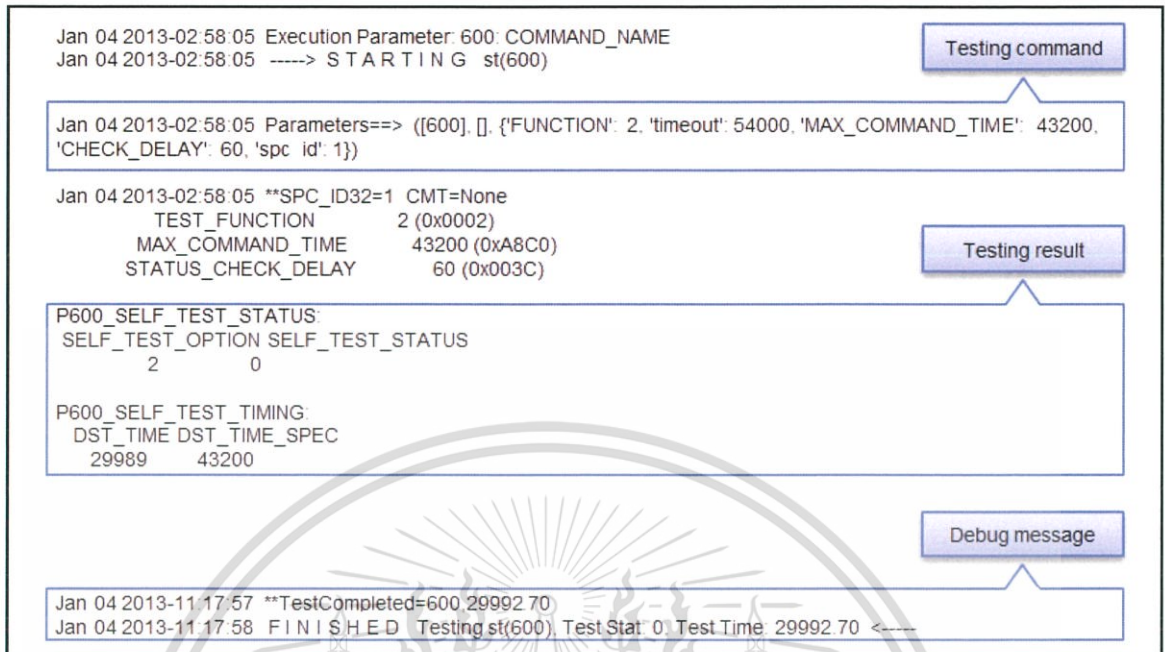 Jan 04 2013-02:58:05 Execution Parameter: 600: COMMAND_NAME
Jan 04 2013-02:58:05 -----> S T A R T I N G st(600)
Testing command
Jan 04 2013-02:58:05 Parameters==> ([600], [], {'FUNCTION': 2, 'timeout': 54000, 'MAX_COMMAND_TIME': 43200,
'CHECK_DELAY': 60, 'spc_id': 1})
Jan 04 2013-02:58:05 **SPC_ID32=1 CMT=None
TEST_FUNCTION 2 (0x0002)
MAX_COMMAND_TIME 43200 (0xA8C0)
STATUS_CHECK_DELAY 60 (0x003C)
Testing result
P600_SELF_TEST_STATUS:
SELF_TEST_OPTION SELF_TEST_STATUS
2 0
P600_SELF_TEST_TIMING:
DST_TIME DST_TIME_SPEC
29989 43200
Debug message
Jan 04 2013-11:17:57 **TestCompleted=600,29992.70
Jan 04 2013-11:17:58 F I N I S H E D Testing st(600), Test Stat: 0, Test Time: 29992.70 <-----